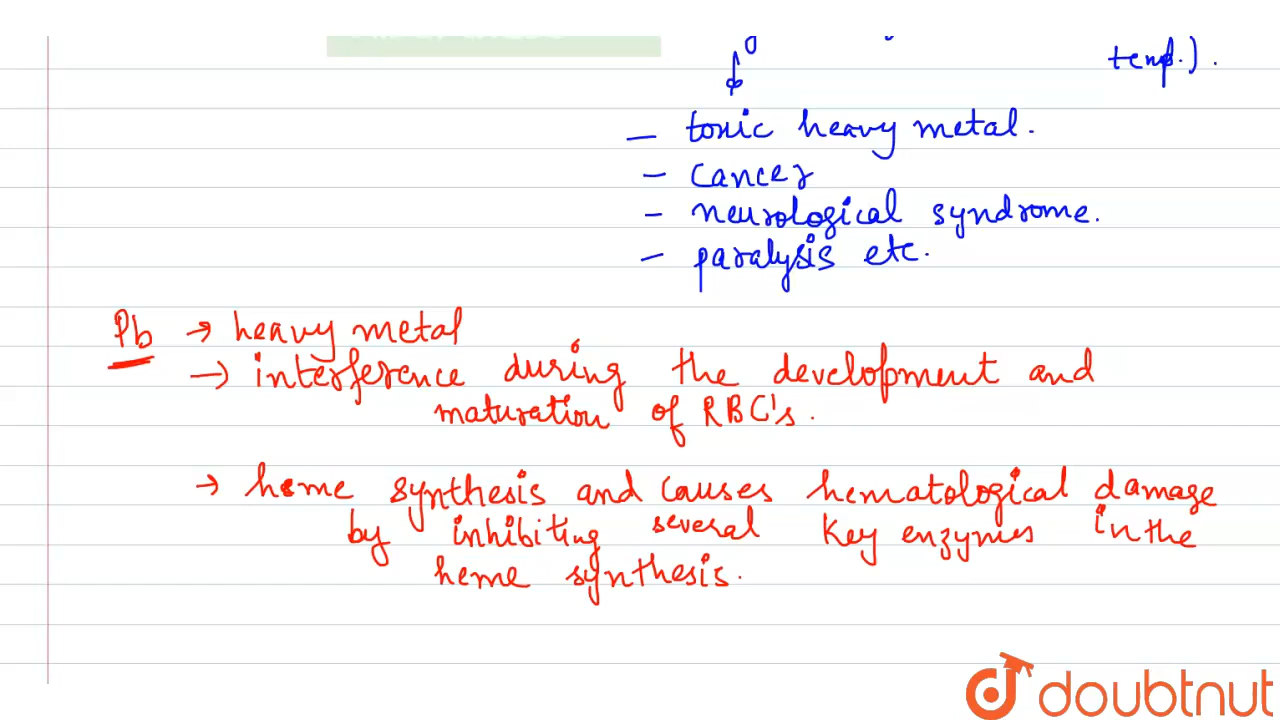 temp.).
— toxic heavy metal.
— Cancer
— neurological syndrome.
— paralysis etc.
Pb → heavy metal
→ interference during the development and
maturation of RBC's.
→ heme synthesis and causes hematological damage
by inhibiting several key enzymes in the
heme synthesis.
doubtnut